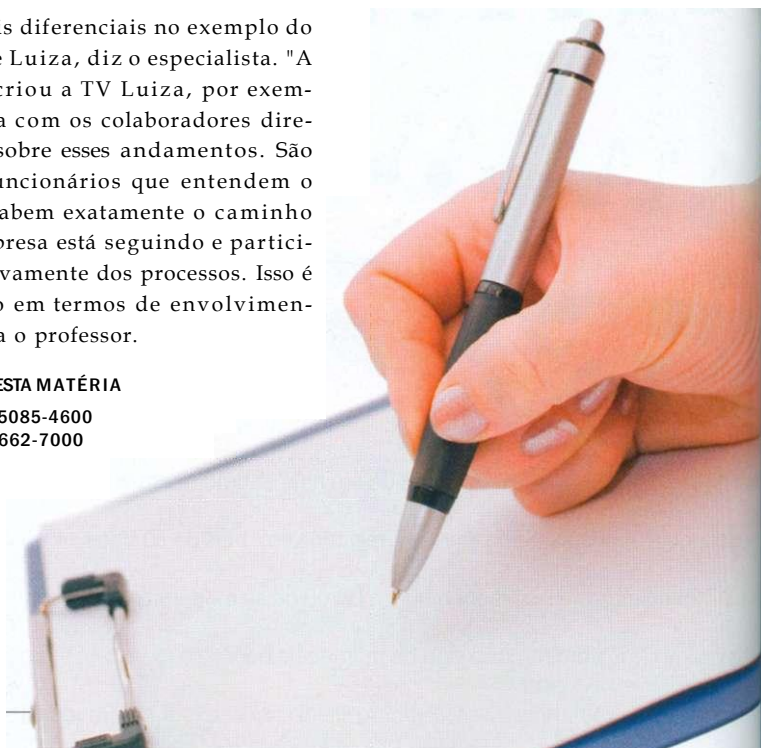 is diferenciais no exemplo do
e Luiza, diz o especialista. "A
criou a TV Luiza, por exem-
a com os colaboradores dire-
sobre esses andamentos. São
uncionários que entendem o
abem exatamente o caminho
presa está seguindo e partici-
vamente dos processos. Isso é
o em termos de envolvimen-
a o professor.
ESTA MATÉRIA
5085-4600
662-7000